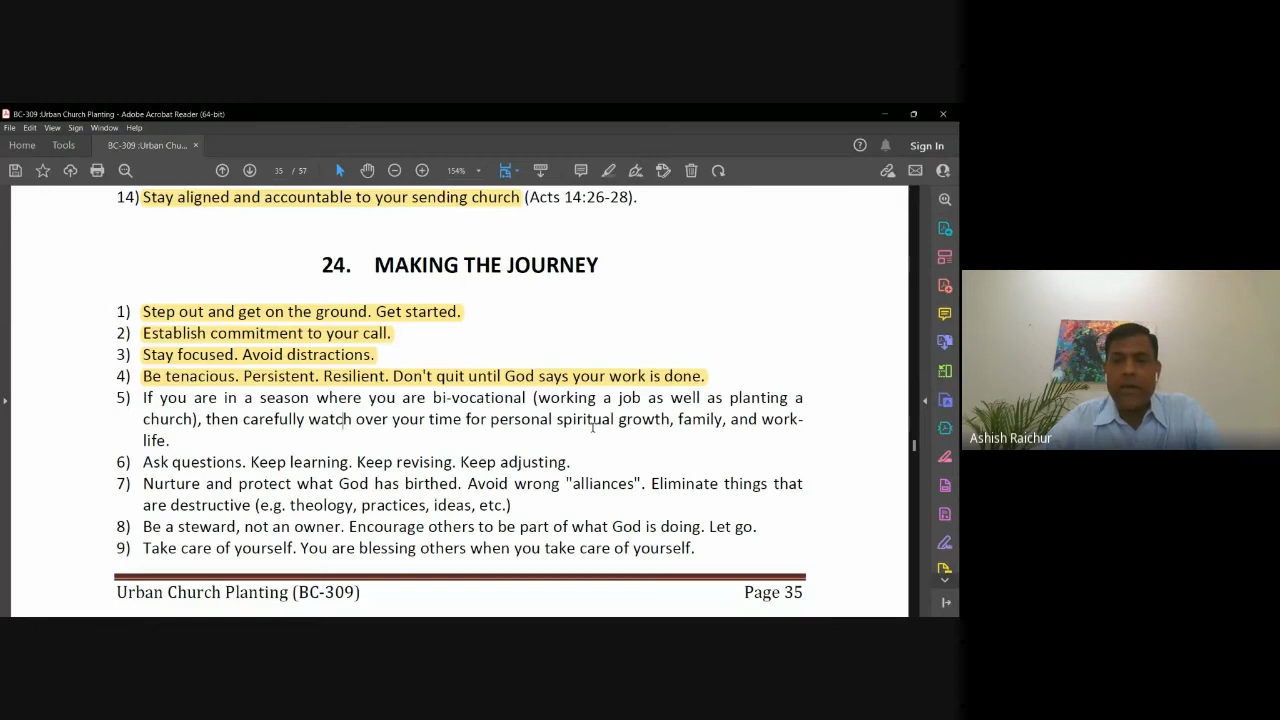 BC-309 :Urban Church Planting - Adobe Acrobat Reader (64-bit)
File Edit View Sign Window Help
Home Tools BC-309 :Urban Chu... × Sign In
35 / 57 154%
14) Stay aligned and accountable to your sending church (Acts 14:26-28).
24. MAKING THE JOURNEY
1) Step out and get on the ground. Get started.
2) Establish commitment to your call.
3) Stay focused. Avoid distractions.
4) Be tenacious. Persistent. Resilient. Don't quit until God says your work is done.
5) If you are in a season where you are bi-vocational (working a job as well as planting a
church), then carefully watch over your time for personal spiritual growth, family, and work-
life.
6) Ask questions. Keep learning. Keep revising. Keep adjusting.
7) Nurture and protect what God has birthed. Avoid wrong "alliances". Eliminate things that
are destructive (e.g. theology, practices, ideas, etc.)
8) Be a steward, not an owner. Encourage others to be part of what God is doing. Let go.
9) Take care of yourself. You are blessing others when you take care of yourself.
Urban Church Planting (BC-309) Page 35
Ashish Raichur